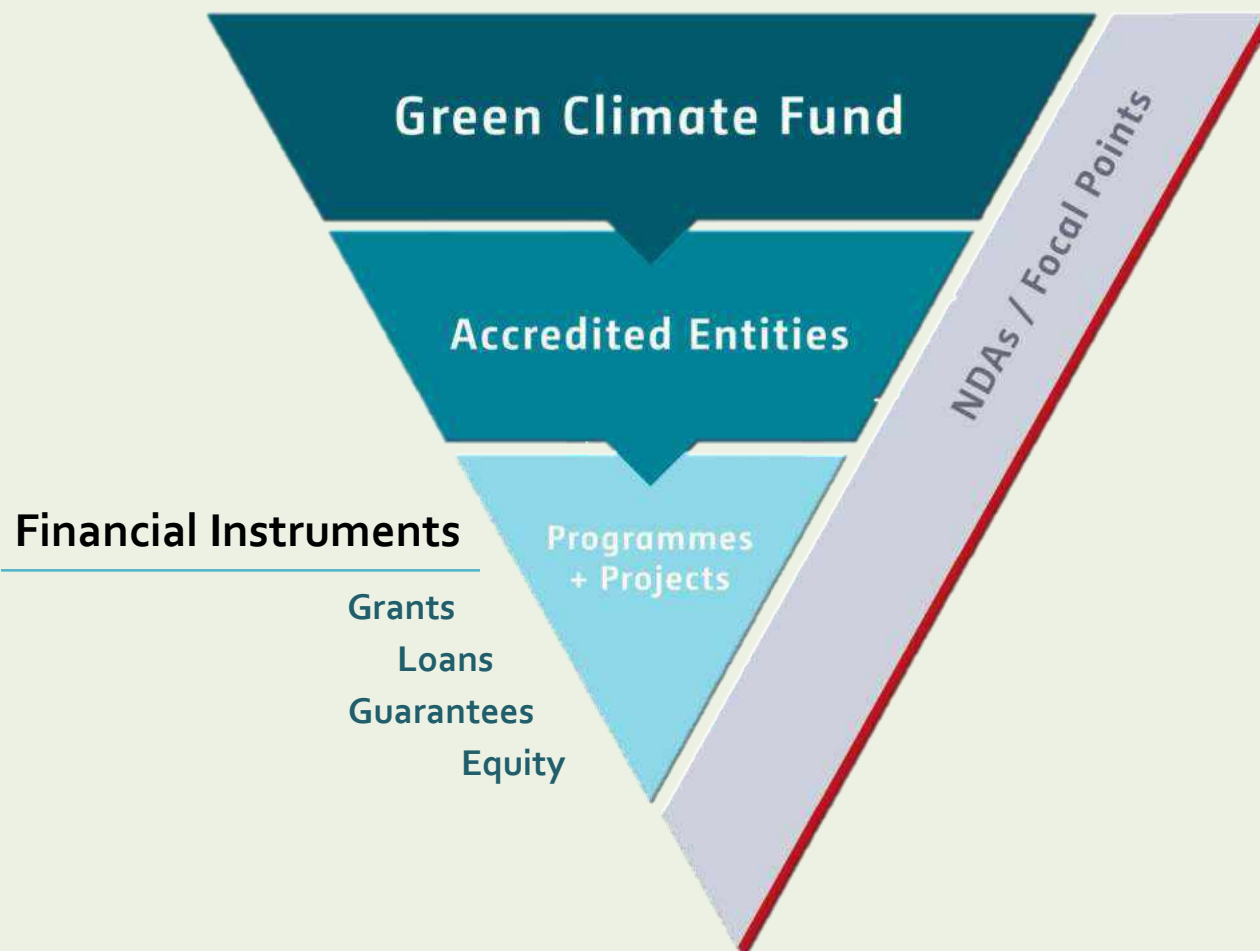 Green Climate Fund
NDAs / Focal Points
Accredited Entities
Financial Instruments
Programmes
+ Projects
Grants
Loans
Guarantees
Equity